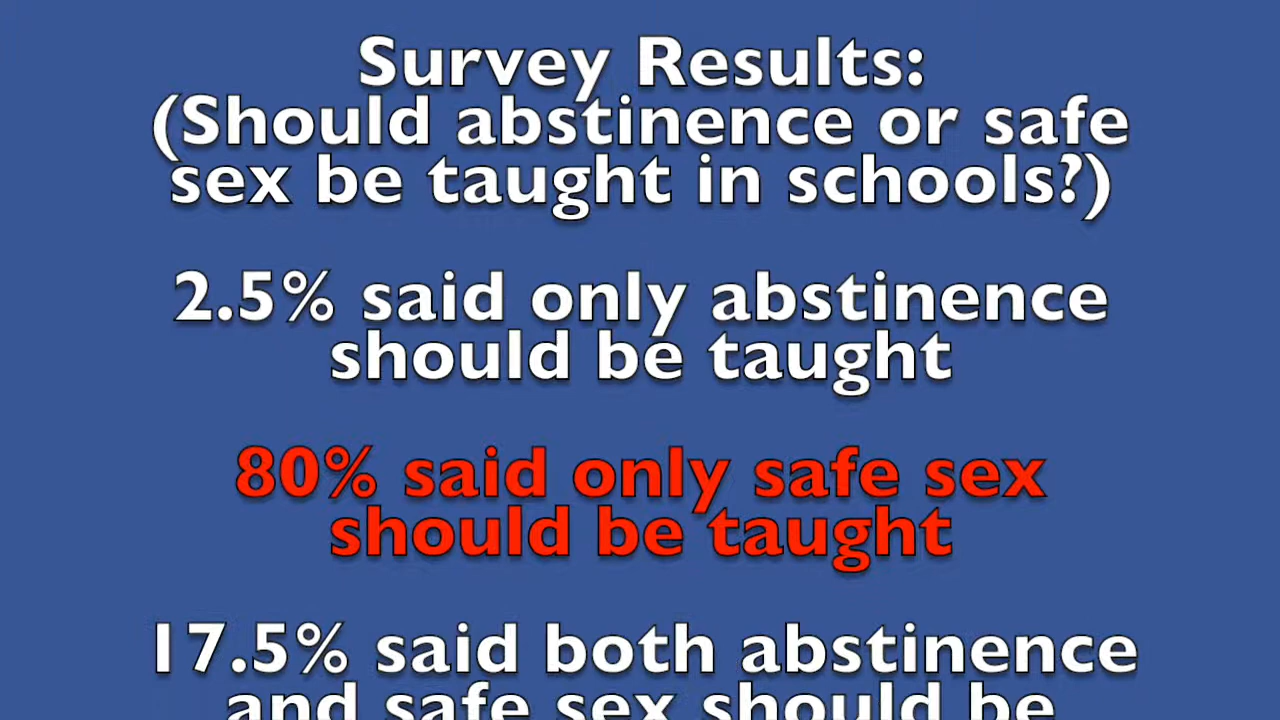 Survey Results:
(Should abstinence or safe
sex be taught in schools?)
2.5% said only abstinence
should be taught
80% said only safe sex
should be taught
17.5% said both abstinence
and safe sex should be